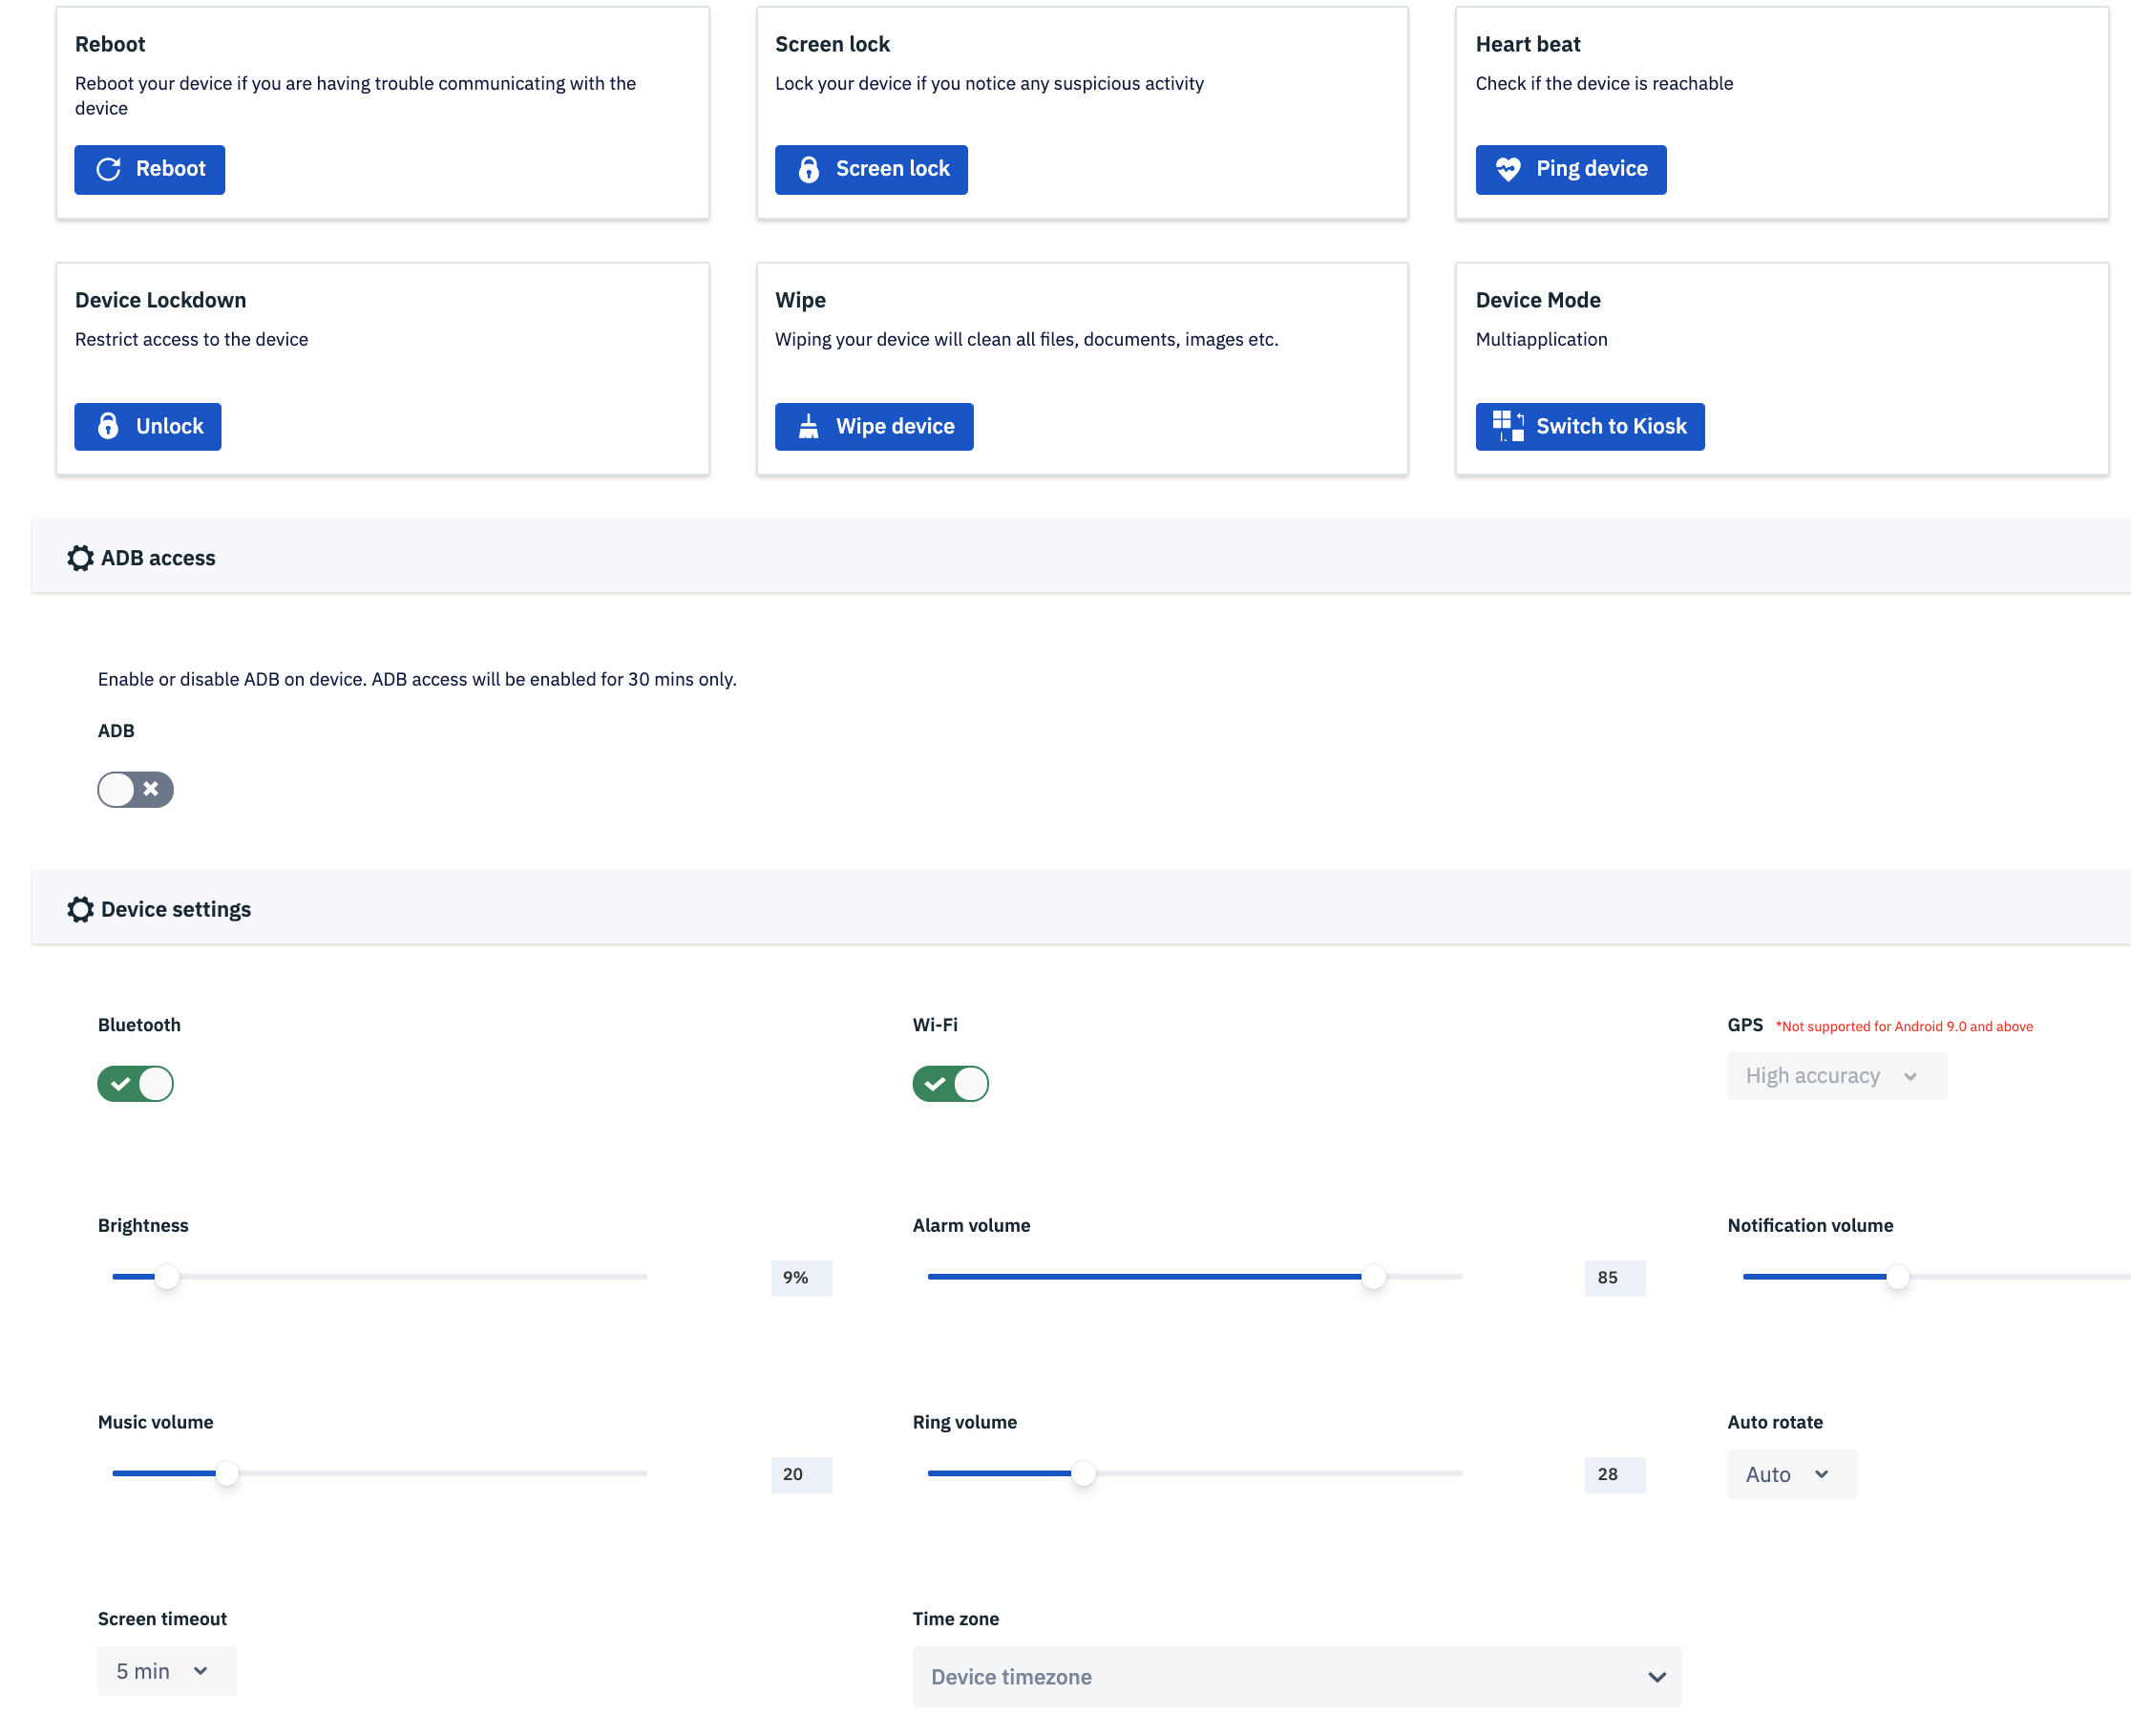 Reboot
Reboot your device if you are having trouble communicating with the
device
Reboot
Screen lock
Lock your device if you notice any suspicious activity
Screen lock
Heart beat
Check if the device is reachable
Ping device
Device Lockdown
Restrict access to the device
Unlock
Wipe
Wiping your device will clean all files, documents, images etc.
Wipe device
Device Mode
Multiapplication
Switch to Kiosk
ADB access
Enable or disable ADB on device. ADB access will be enabled for 30 mins only.
ADB
Device settings
Bluetooth
Wi-Fi
GPS *Not supported for Android 9.0 and above
High accuracy
Brightness
9%
Alarm volume
85
Notification volume
Music volume
20
Ring volume
28
Auto rotate
Auto
Screen timeout
5 min
Time zone
Device timezone